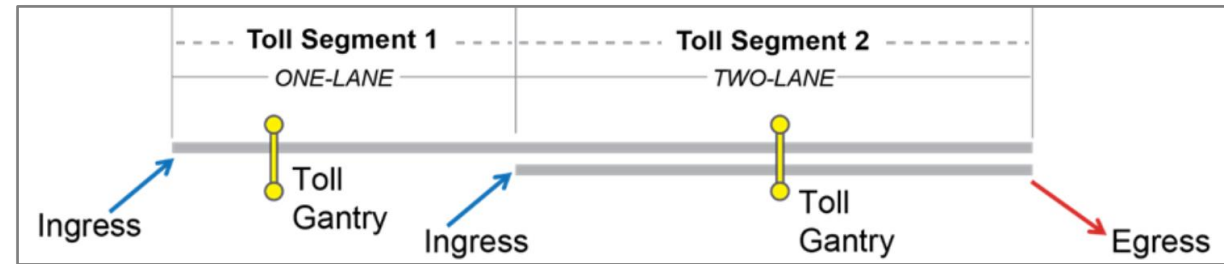 Toll Segment 1
Toll Segment 2
ONE-LANE
TWO-LANE
Toll
Gantry
Ingress
Ingress
Toll
Gantry
Egress